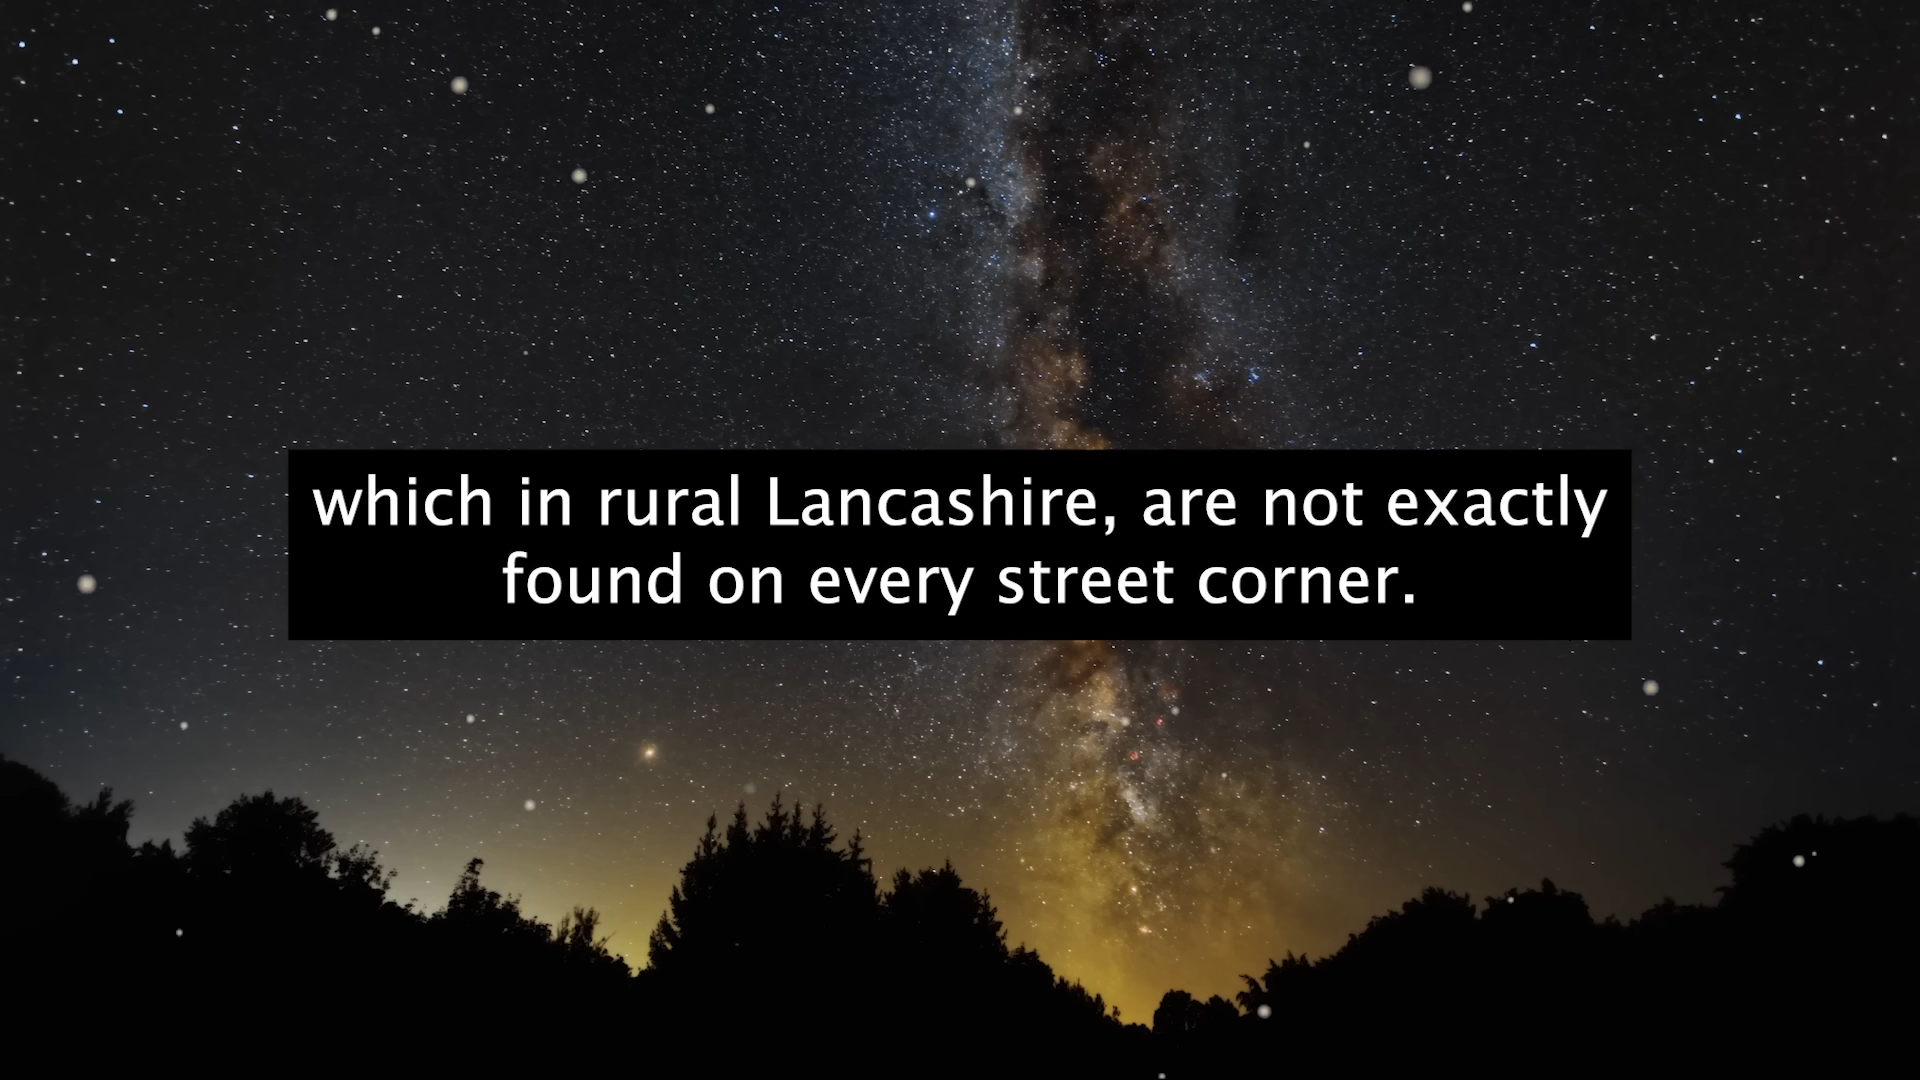 which in rural Lancashire, are not exactly
found on every street corner.